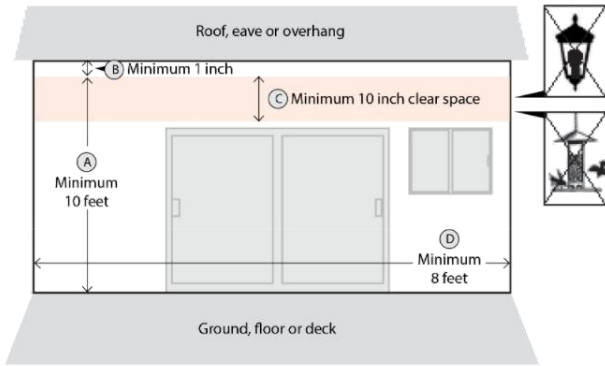 Roof, eave or overhang
B Minimum 1 inch
C Minimum 10 inch clear space
A
Minimum
10 feet
D
Minimum
8 feet
Ground, floor or deck